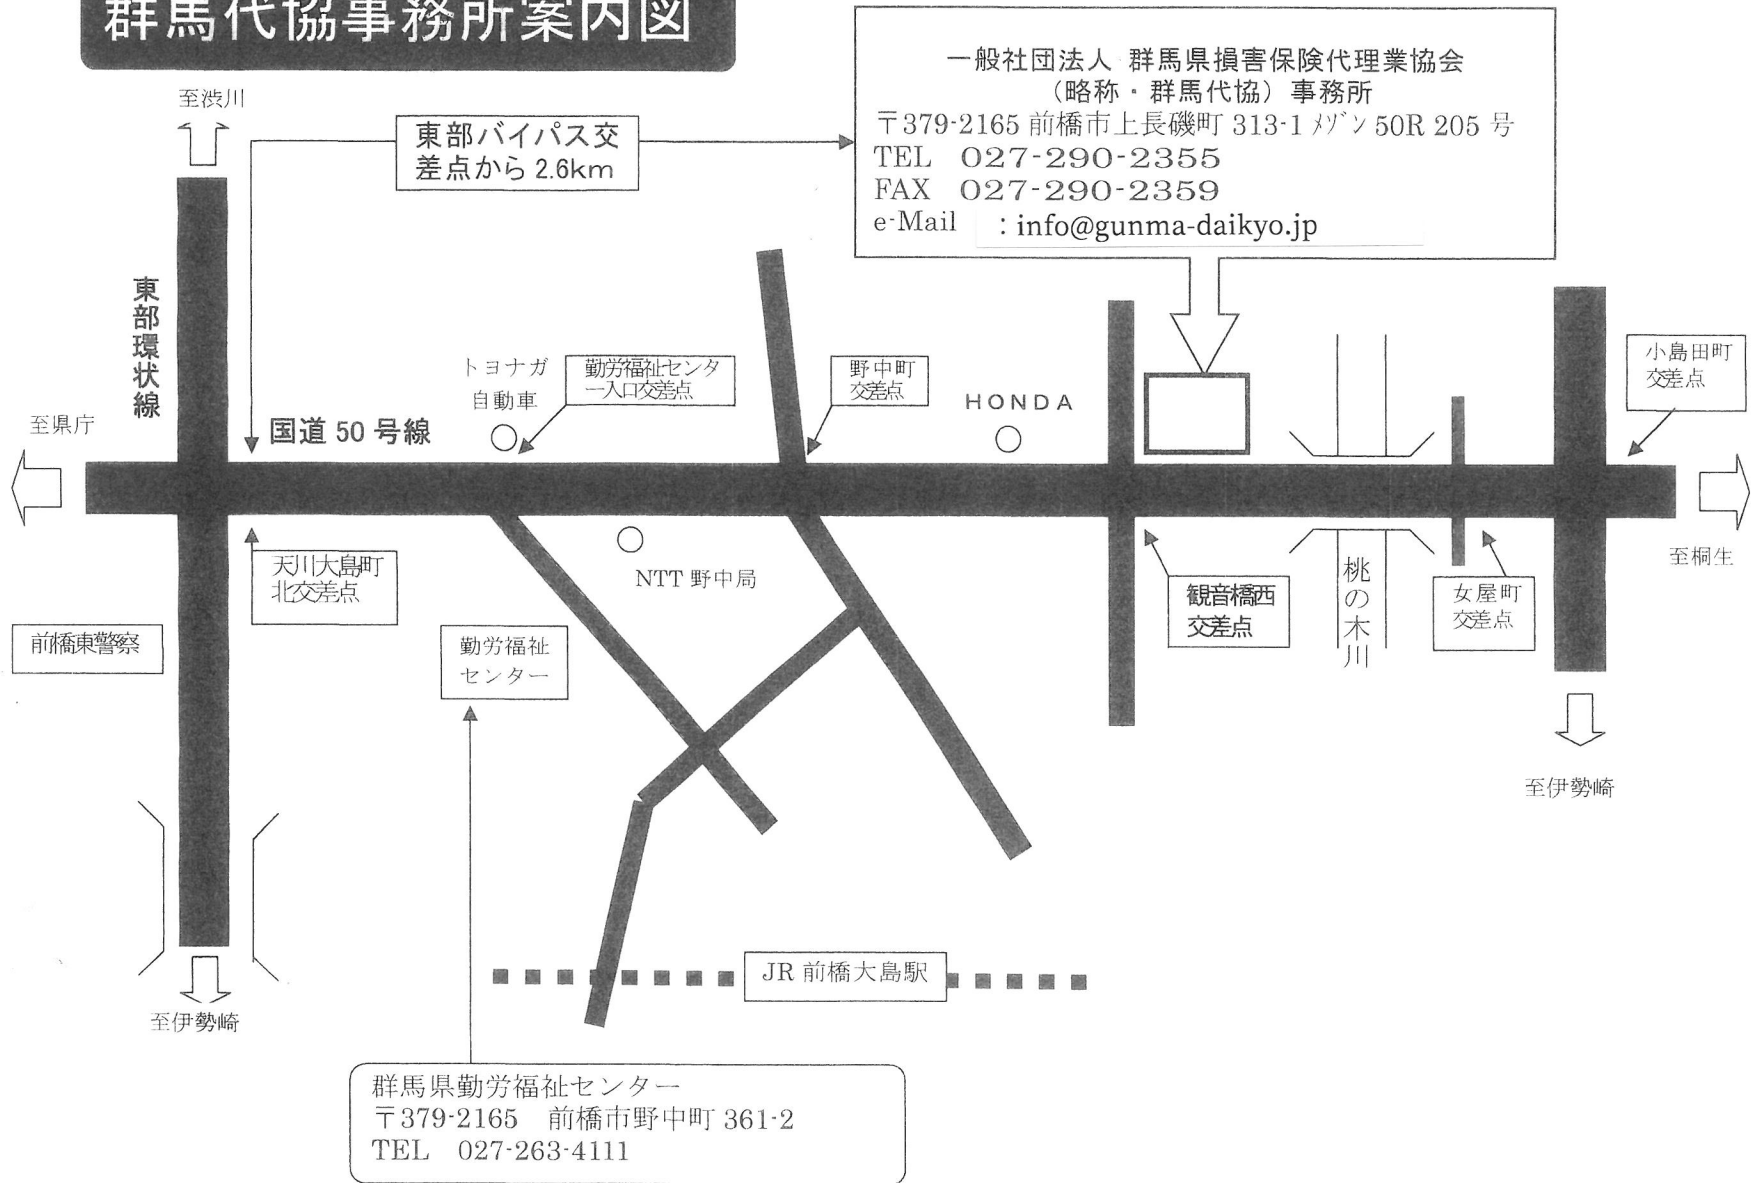 群馬代協事務所案内図
一般社団法人 群馬県損害保険代理業協会
（略称・群馬代協）事務所
〒379-2165 前橋市上長磯町 313-1 ﾒｿﾞﾝ 50R 205 号
TEL 027-290-2355
FAX 027-290-2359
e-Mail ：info@gunma-daikyo.jp
至渋川
東部バイパス交
差点から 2.6km
東部環状線
トヨナガ
自動車
勤労福祉センタ
ー入口交差点
野中町
交差点
HONDA
小島田町
交差点
至県庁
国道 50 号線
天川大島町
北交差点
NTT 野中局
観音橋西
交差点
桃の木川
女屋町
交差点
至桐生
前橋東警察
勤労福祉
センター
至伊勢崎
JR 前橋大島駅
至伊勢崎
群馬県勤労福祉センター
〒379-2165 前橋市野中町 361-2
TEL 027-263-4111